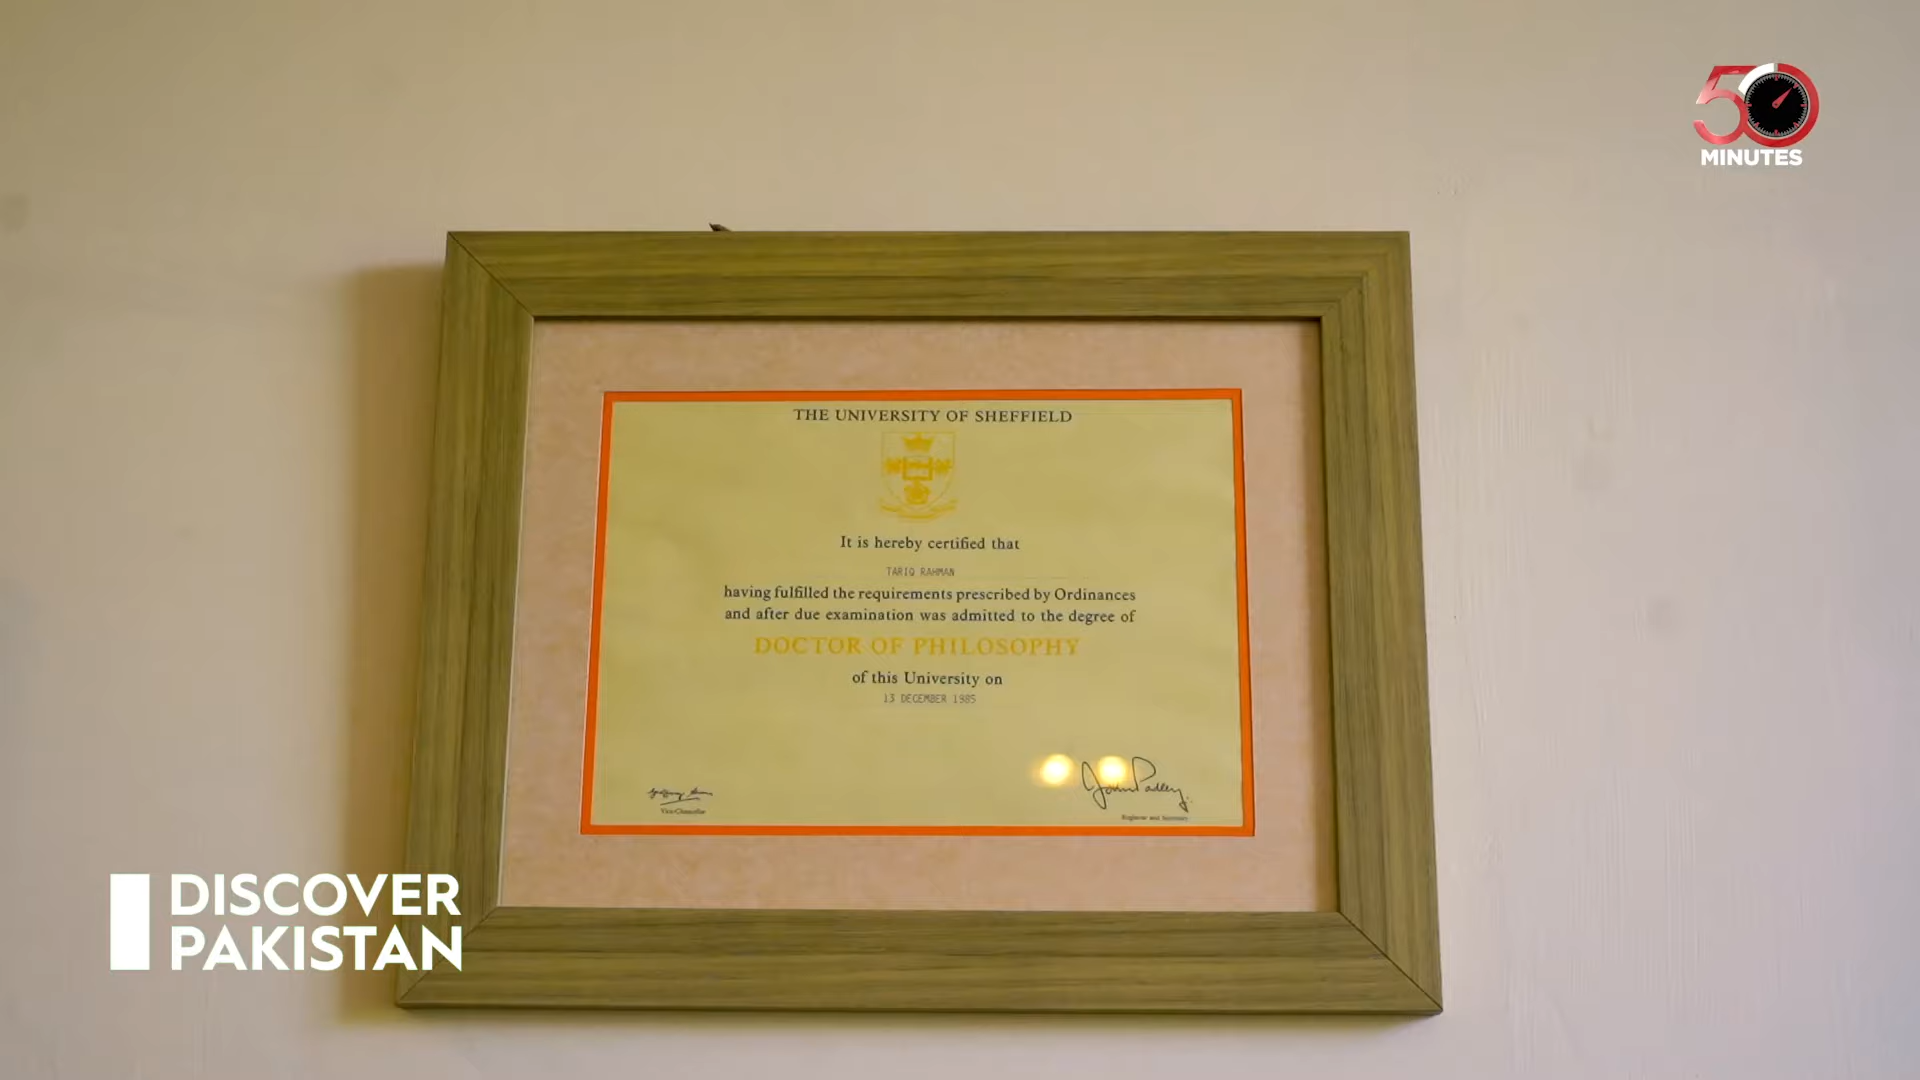 50
MINUTES
THE UNIVERSITY OF SHEFFIELD
It is hereby certified that
TARIQ RAHMAN
having fulfilled the requirements prescribed by Ordinances
and after due examination was admitted to the degree of
DOCTOR OF PHILOSOPHY
of this University on
13 DECEMBER 1985
Vice-Chancellor
Registrar and Secretary
DISCOVER
PAKISTAN